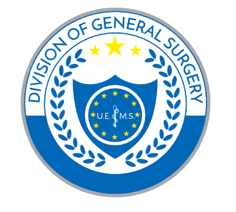 DIVISION OF GENERAL SURGERY
U.E.M.S.